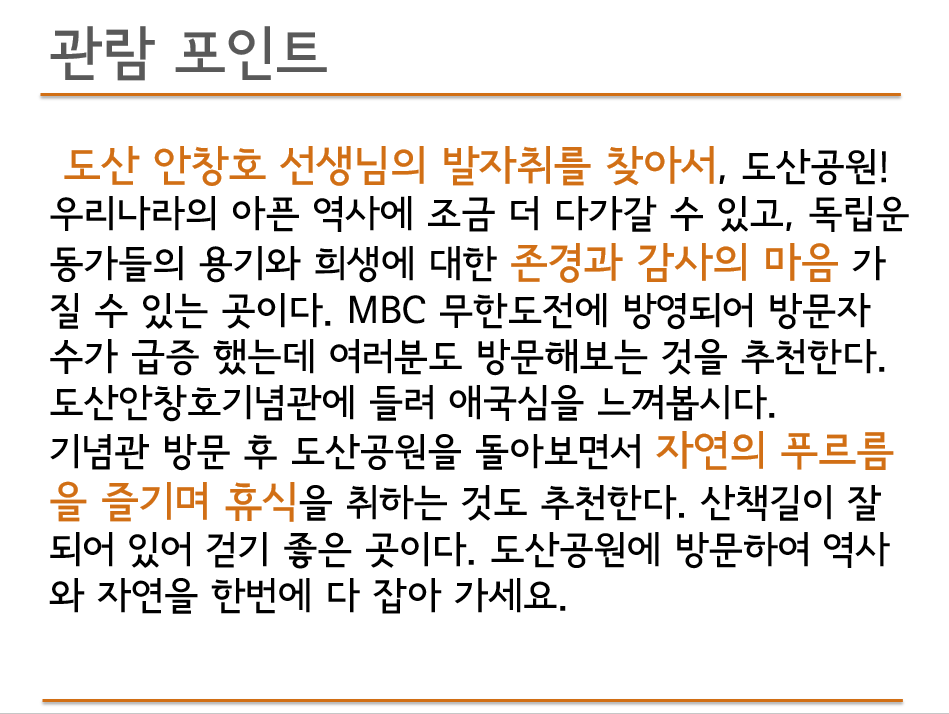 관람 포인트
도산 안창호 선생님의 발자취를 찾아서, 도산공원!
우리나라의 아픈 역사에 조금 더 다가갈 수 있고, 독립운
동가들의 용기와 희생에 대한 존경과 감사의 마음 가
질 수 있는 곳이다. MBC 무한도전에 방영되어 방문자
수가 급증 했는데 여러분도 방문해보는 것을 추천한다.
도산안창호기념관에 들려 애국심을 느껴봅시다.
기념관 방문 후 도산공원을 돌아보면서 자연의 푸르름
을 즐기며 휴식을 취하는 것도 추천한다. 산책길이 잘
되어 있어 걷기 좋은 곳이다. 도산공원에 방문하여 역사
와 자연을 한번에 다 잡아 가세요.